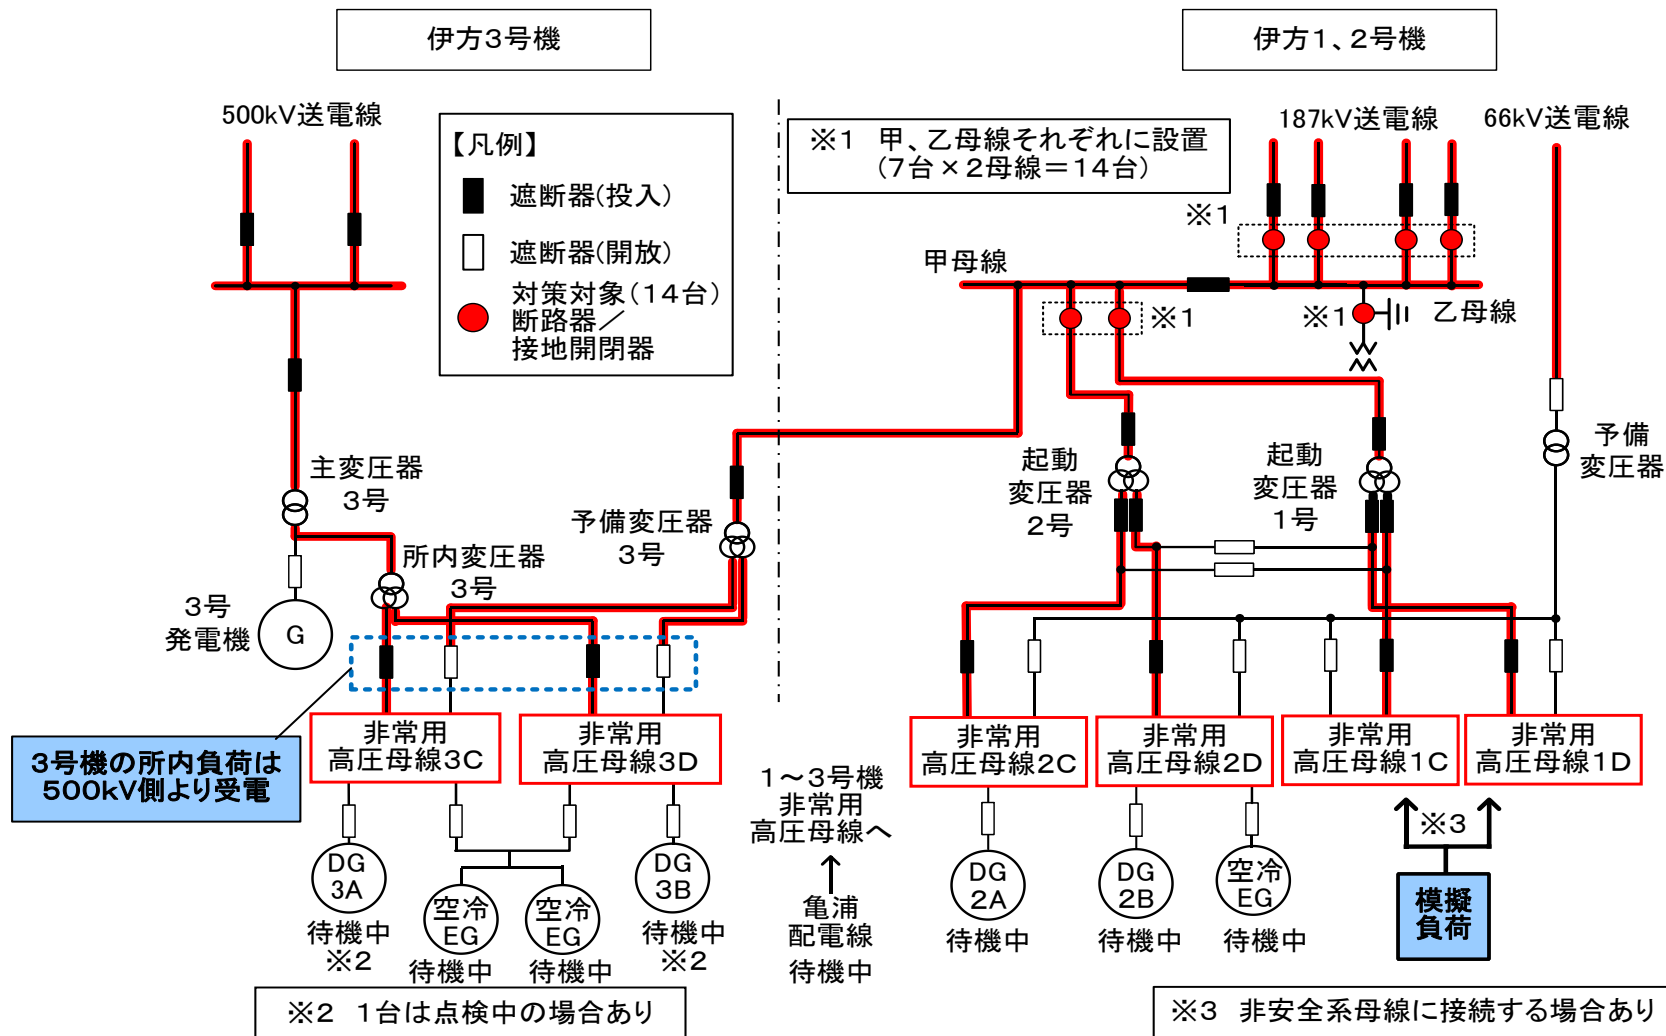 伊方3号機
伊方1、2号機
500kV送電線
【凡例】
遮断器(投入)
遮断器(開放)
対策対象(14台)
断路器／
接地開閉器
※1 甲、乙母線それぞれに設置
(7台×2母線＝14台)
187kV送電線
66kV送電線
※1
甲母線
※1
※1
乙母線
主変圧器
3号
予備変圧器
3号
所内変圧器
3号
3号
発電機
G
起動
変圧器
2号
起動
変圧器
1号
予備
変圧器
3号機の所内負荷は
500kV側より受電
非常用
高圧母線3C
非常用
高圧母線3D
非常用
高圧母線2C
非常用
高圧母線2D
非常用
高圧母線1C
非常用
高圧母線1D
1～3号機
非常用
高圧母線へ
亀浦
配電線
待機中
DG
3A
待機中
※2
空冷
EG
待機中
空冷
EG
待機中
DG
3B
待機中
※2
DG
2A
待機中
DG
2B
待機中
空冷
EG
待機中
※3
模擬
負荷
※2 1台は点検中の場合あり
※3 非安全系母線に接続する場合あり